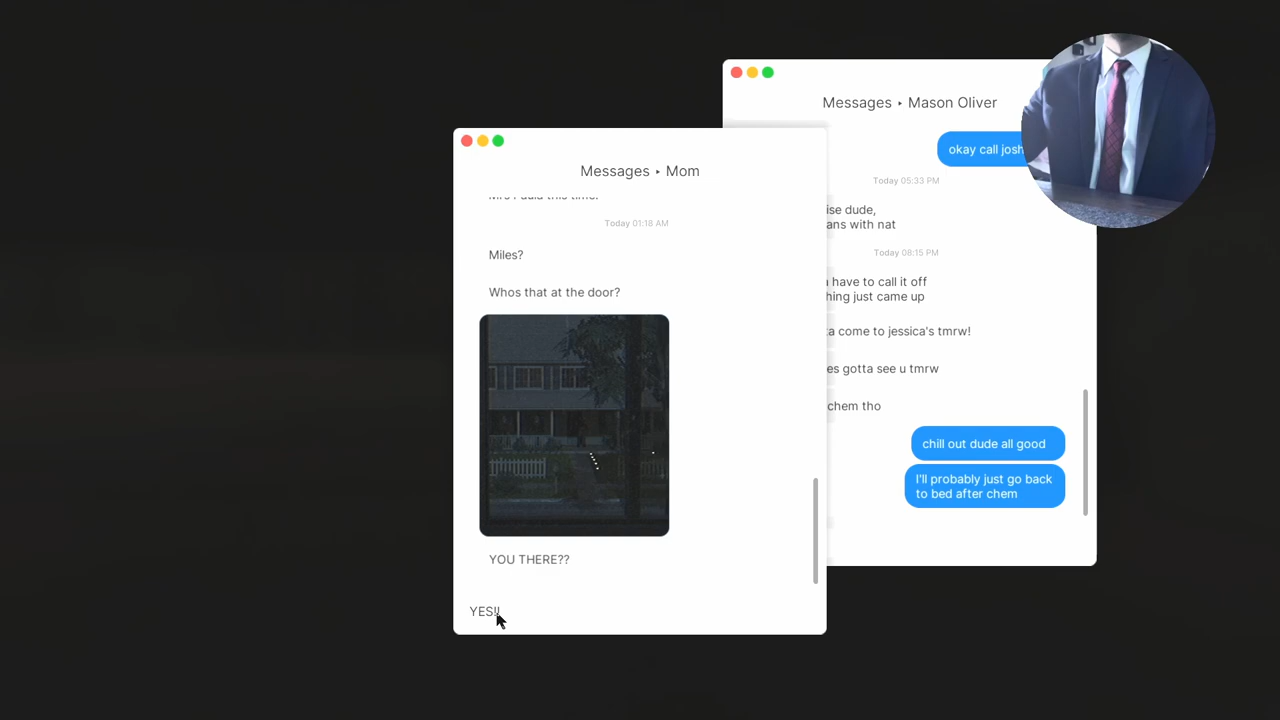 Messages ‣ Mom
Today 01:18 AM
Miles?
Whos that at the door?
YOU THERE??
YES!!
Messages ‣ Mason Oliver
okay call josh
Today 05:33 PM
ise dude,
ans with nat
Today 08:15 PM
have to call it off
hing just came up
a come to jessica's tmrw!
es gotta see u tmrw
chem tho
chill out dude all good
I'll probably just go back
to bed after chem